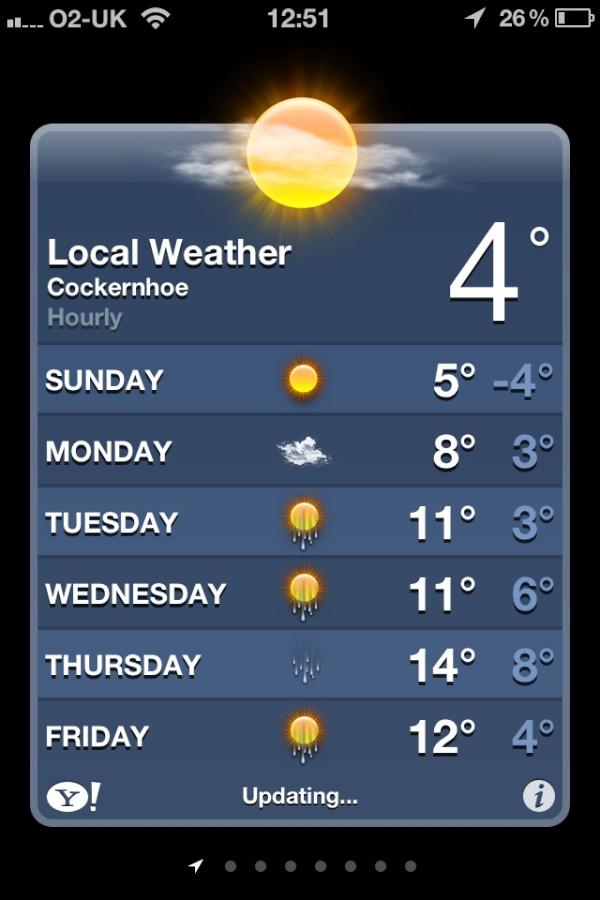 O2-UK 12:51 26%
Local Weather
Cockernhoe
Hourly
4°
SUNDAY 5° -4°
MONDAY 8° 3°
TUESDAY 11° 3°
WEDNESDAY 11° 6°
THURSDAY 14° 8°
FRIDAY 12° 4°
Y! Updating... i